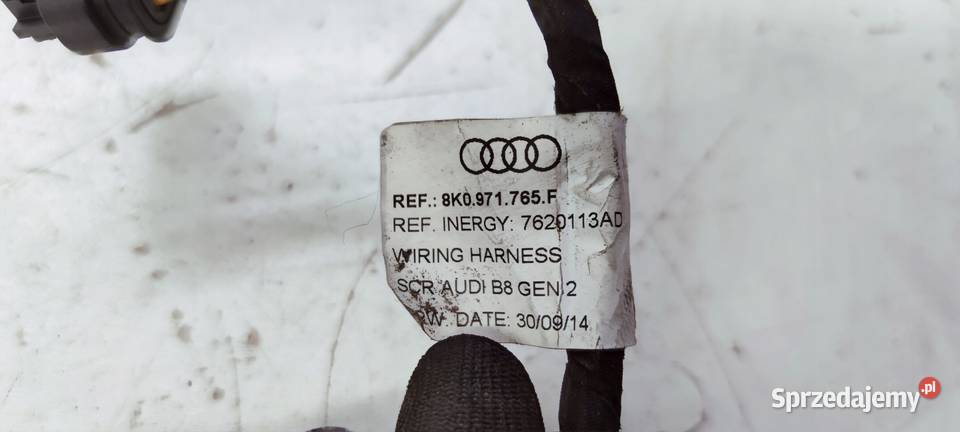 REF.: 8K0.971.765.F
REF. INERGY: 7620113AD
WIRING HARNESS
SCR AUDI B8 GEN 2
DATE: 30/09/14
Sprzedajemy.pl